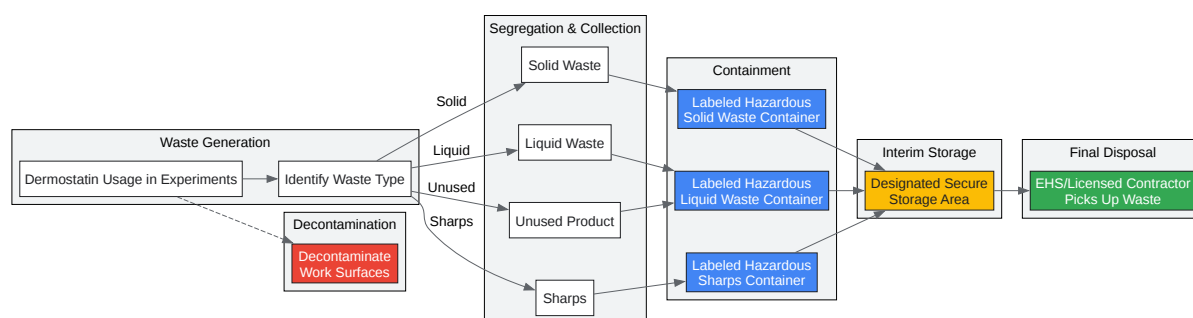 Segregation & Collection
Solid Waste
Containment
Solid
Labeled Hazardous
Solid Waste Container
Waste Generation
Liquid
Liquid Waste
Interim Storage
Final Disposal
Dermostatin Usage in Experiments
Identify Waste Type
Unused
Labeled Hazardous
Liquid Waste Container
Designated Secure
Storage Area
EHS/Licensed Contractor
Picks Up Waste
Unused Product
Sharps
Decontamination
Decontaminate
Work Surfaces
Labeled Hazardous
Sharps Container
Sharps